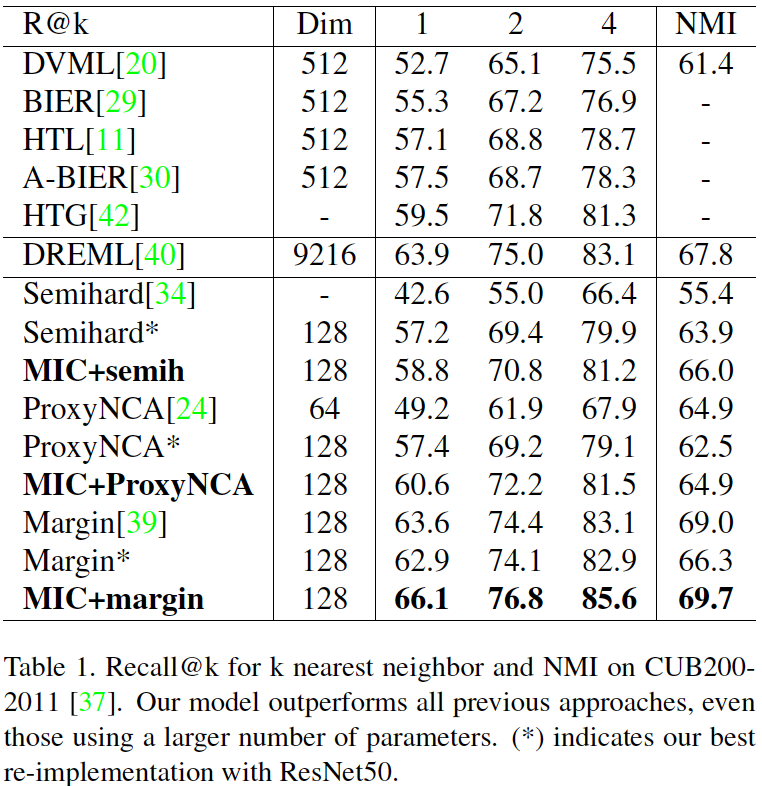 R@k Dim 1 2 4 NMI
DVML[20] 512 52.7 65.1 75.5 61.4
BIER[29] 512 55.3 67.2 76.9 -
HTL[11] 512 57.1 68.8 78.7 -
A-BIER[30] 512 57.5 68.7 78.3 -
HTG[42] - 59.5 71.8 81.3 -
DREML[40] 9216 63.9 75.0 83.1 67.8
Semihard[34] - 42.6 55.0 66.4 55.4
Semihard* 128 57.2 69.4 79.9 63.9
MIC+semih 128 58.8 70.8 81.2 66.0
ProxyNCA[24] 64 49.2 61.9 67.9 64.9
ProxyNCA* 128 57.4 69.2 79.1 62.5
MIC+ProxyNCA 128 60.6 72.2 81.5 64.9
Margin[39] 128 63.6 74.4 83.1 69.0
Margin* 128 62.9 74.1 82.9 66.3
MIC+margin 128 66.1 76.8 85.6 69.7
Table 1. Recall@k for k nearest neighbor and NMI on CUB200-
2011 [37]. Our model outperforms all previous approaches, even
those using a larger number of parameters. (*) indicates our best
re-implementation with ResNet50.